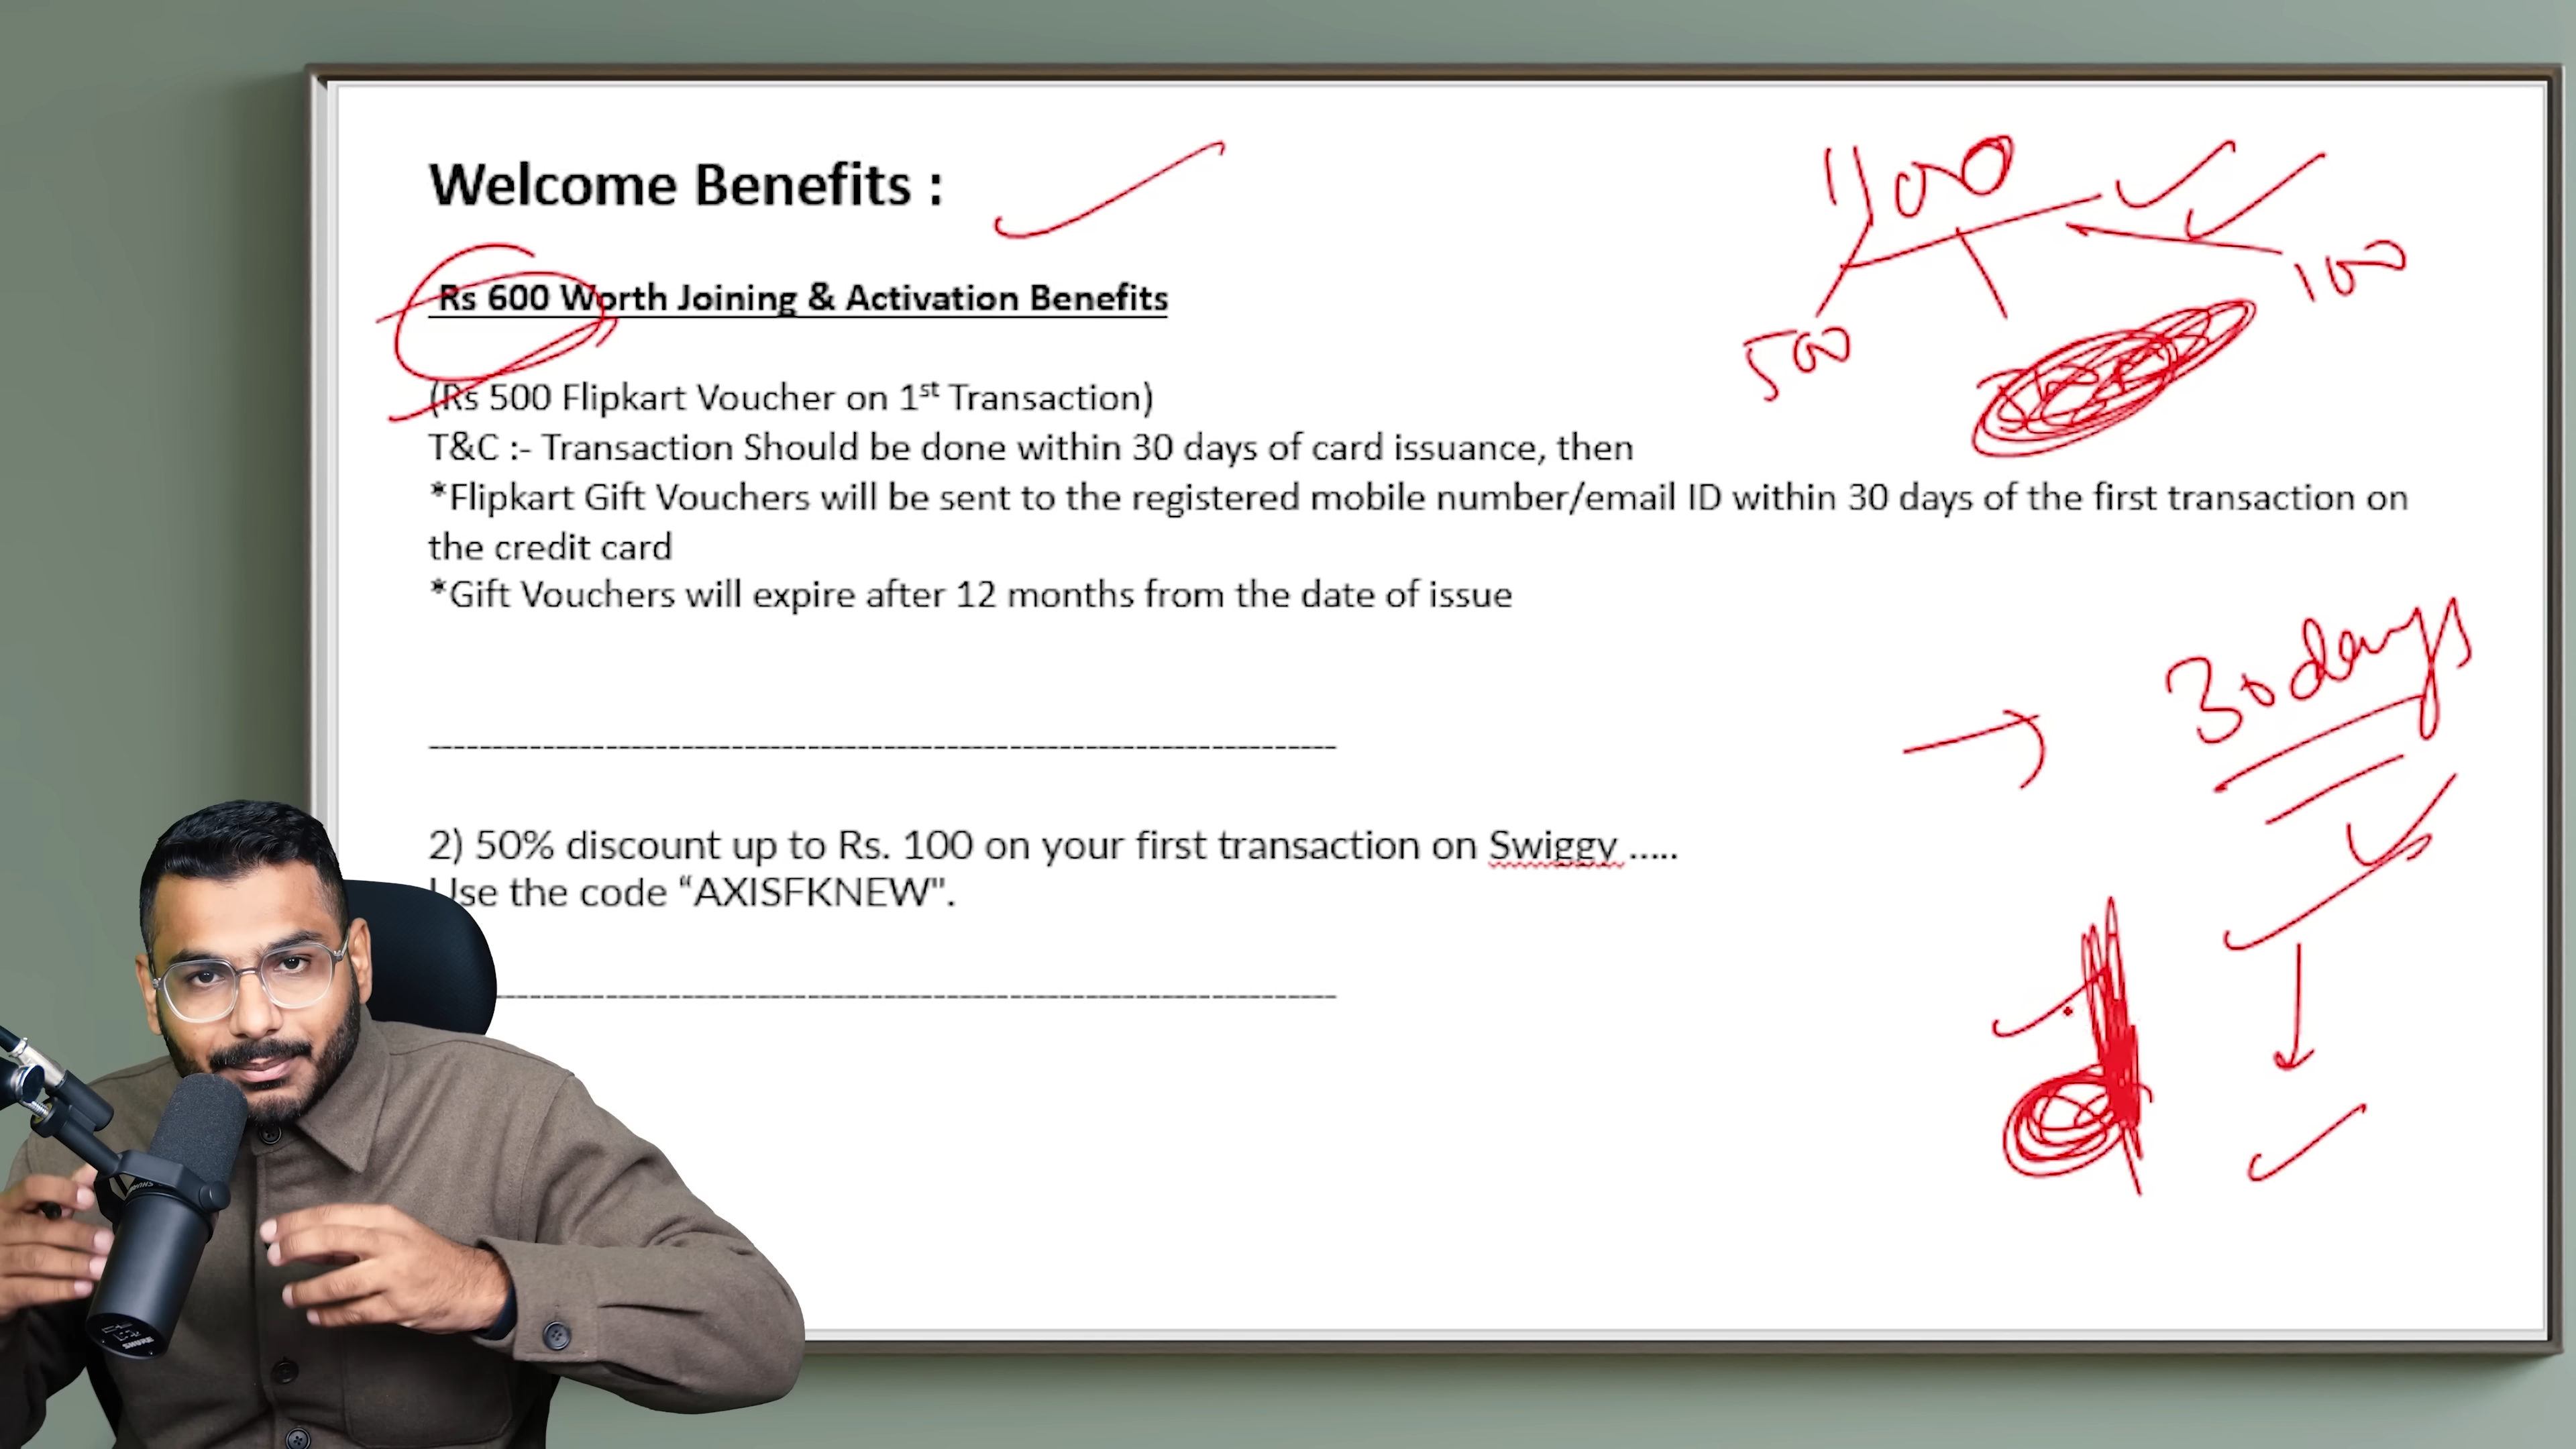 Welcome Benefits :
1100
500
100
Rs 600 Worth Joining & Activation Benefits
(Rs 500 Flipkart Voucher on 1st Transaction)
T&C :- Transaction Should be done within 30 days of card issuance, then
*Flipkart Gift Vouchers will be sent to the registered mobile number/email ID within 30 days of the first transaction on
the credit card
*Gift Vouchers will expire after 12 months from the date of issue
30 days
2) 50% discount up to Rs. 100 on your first transaction on Swiggy .....
Use the code “AXISFKNEW".